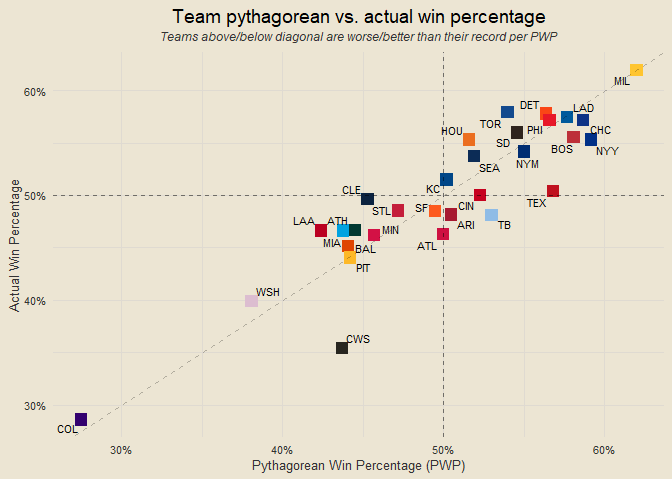 Team pythagorean vs. actual win percentage
Teams above/below diagonal are worse/better than their record per PWP
Actual Win Percentage
60%
50%
40%
30%
MIL
DET
LAD
TOR
HOU
SD
PHI
CHC
BOS
NYY
NYM
SEA
KC
CLE
TEX
STL
SF
CIN
ARI
TB
LAA
ATH
MIN
ATL
MIA
BAL
PIT
WSH
CWS
COL
30%
40%
50%
60%
Pythagorean Win Percentage (PWP)